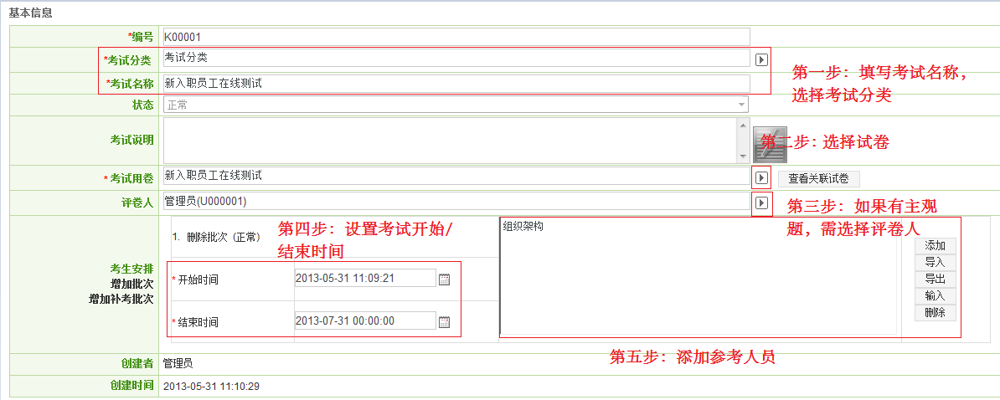 基本信息
*编号 K00001
*考试分类 考试分类
第一步：填写考试名称，
选择考试分类
*考试名称 新入职员工在线测试
状态 正常
考试说明
第二步：选择试卷
*考试用卷 新入职员工在线测试 查看关联试卷
评卷人 管理员(U000001)
第三步：如果有主观
题，需选择评卷人
1. 删除批次 (正常)
第四步：设置考试开始/
结束时间
组织架构
考生安排
增加批次
增加补考批次
*开始时间 2013-05-31 11:09:21
*结束时间 2013-07-31 00:00:00
添加
导入
导出
输入
删除
第五步：添加参考人员
创建者 管理员
创建时间 2013-05-31 11:10:29